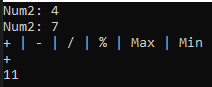 Num2: 4
Num2: 7
+ | - | / | % | Max | Min
+
11